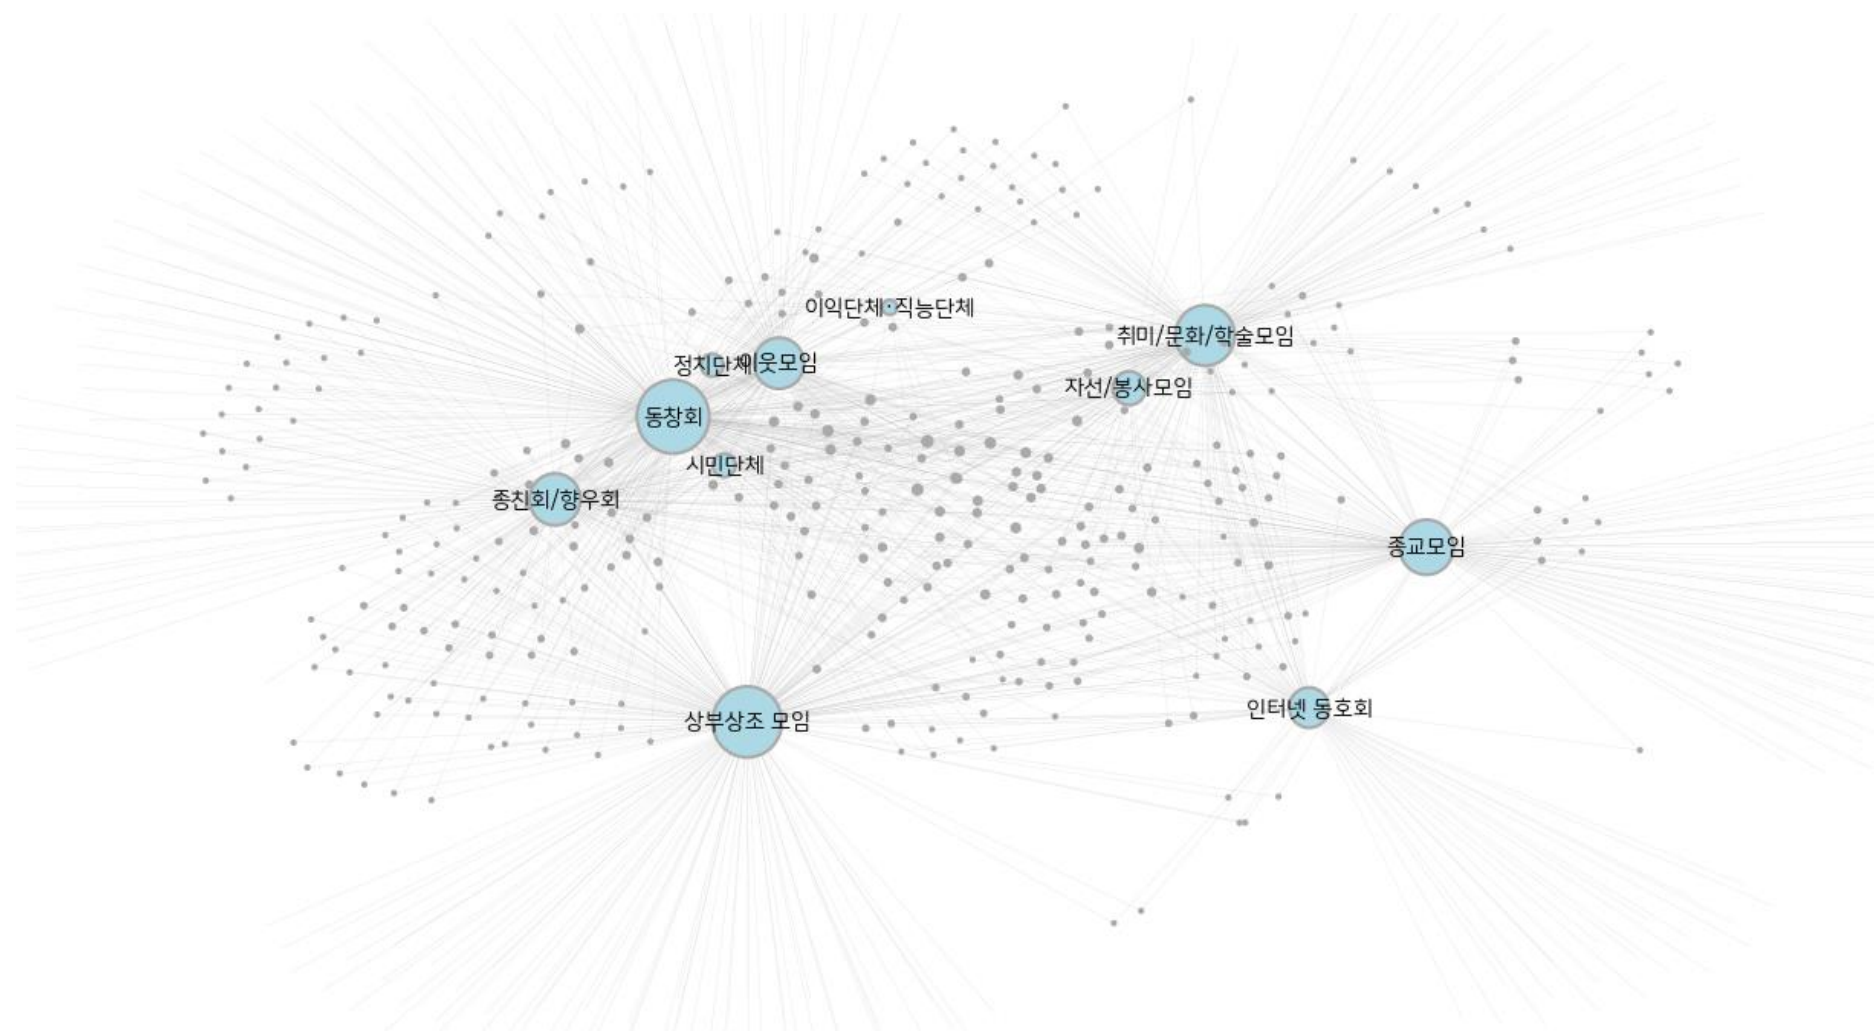 이익단체·직능단체
취미/문화/학술모임
정치단체
이웃모임
자선/봉사모임
동창회
시민단체
종친회/향우회
종교모임
인터넷 동호회
상부상조 모임